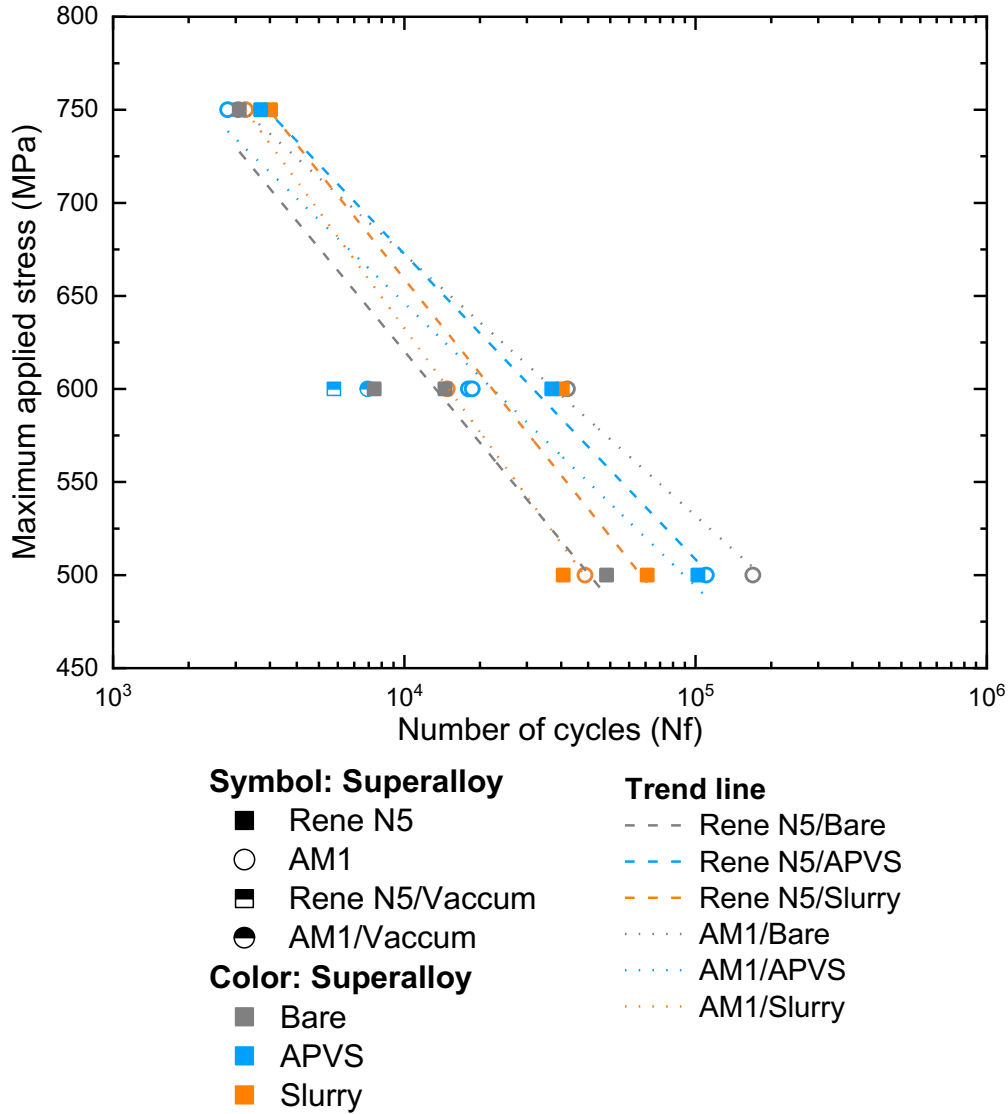 800
750
700
650
600
550
500
450
Maximum applied stress (MPa)
10³
10⁴
10⁵
10⁶
Number of cycles (Nf)
Symbol: Superalloy
Rene N5
AM1
Rene N5/Vaccum
AM1/Vaccum
Color: Superalloy
Bare
APVS
Slurry
Trend line
Rene N5/Bare
Rene N5/APVS
Rene N5/Slurry
AM1/Bare
AM1/APVS
AM1/Slurry